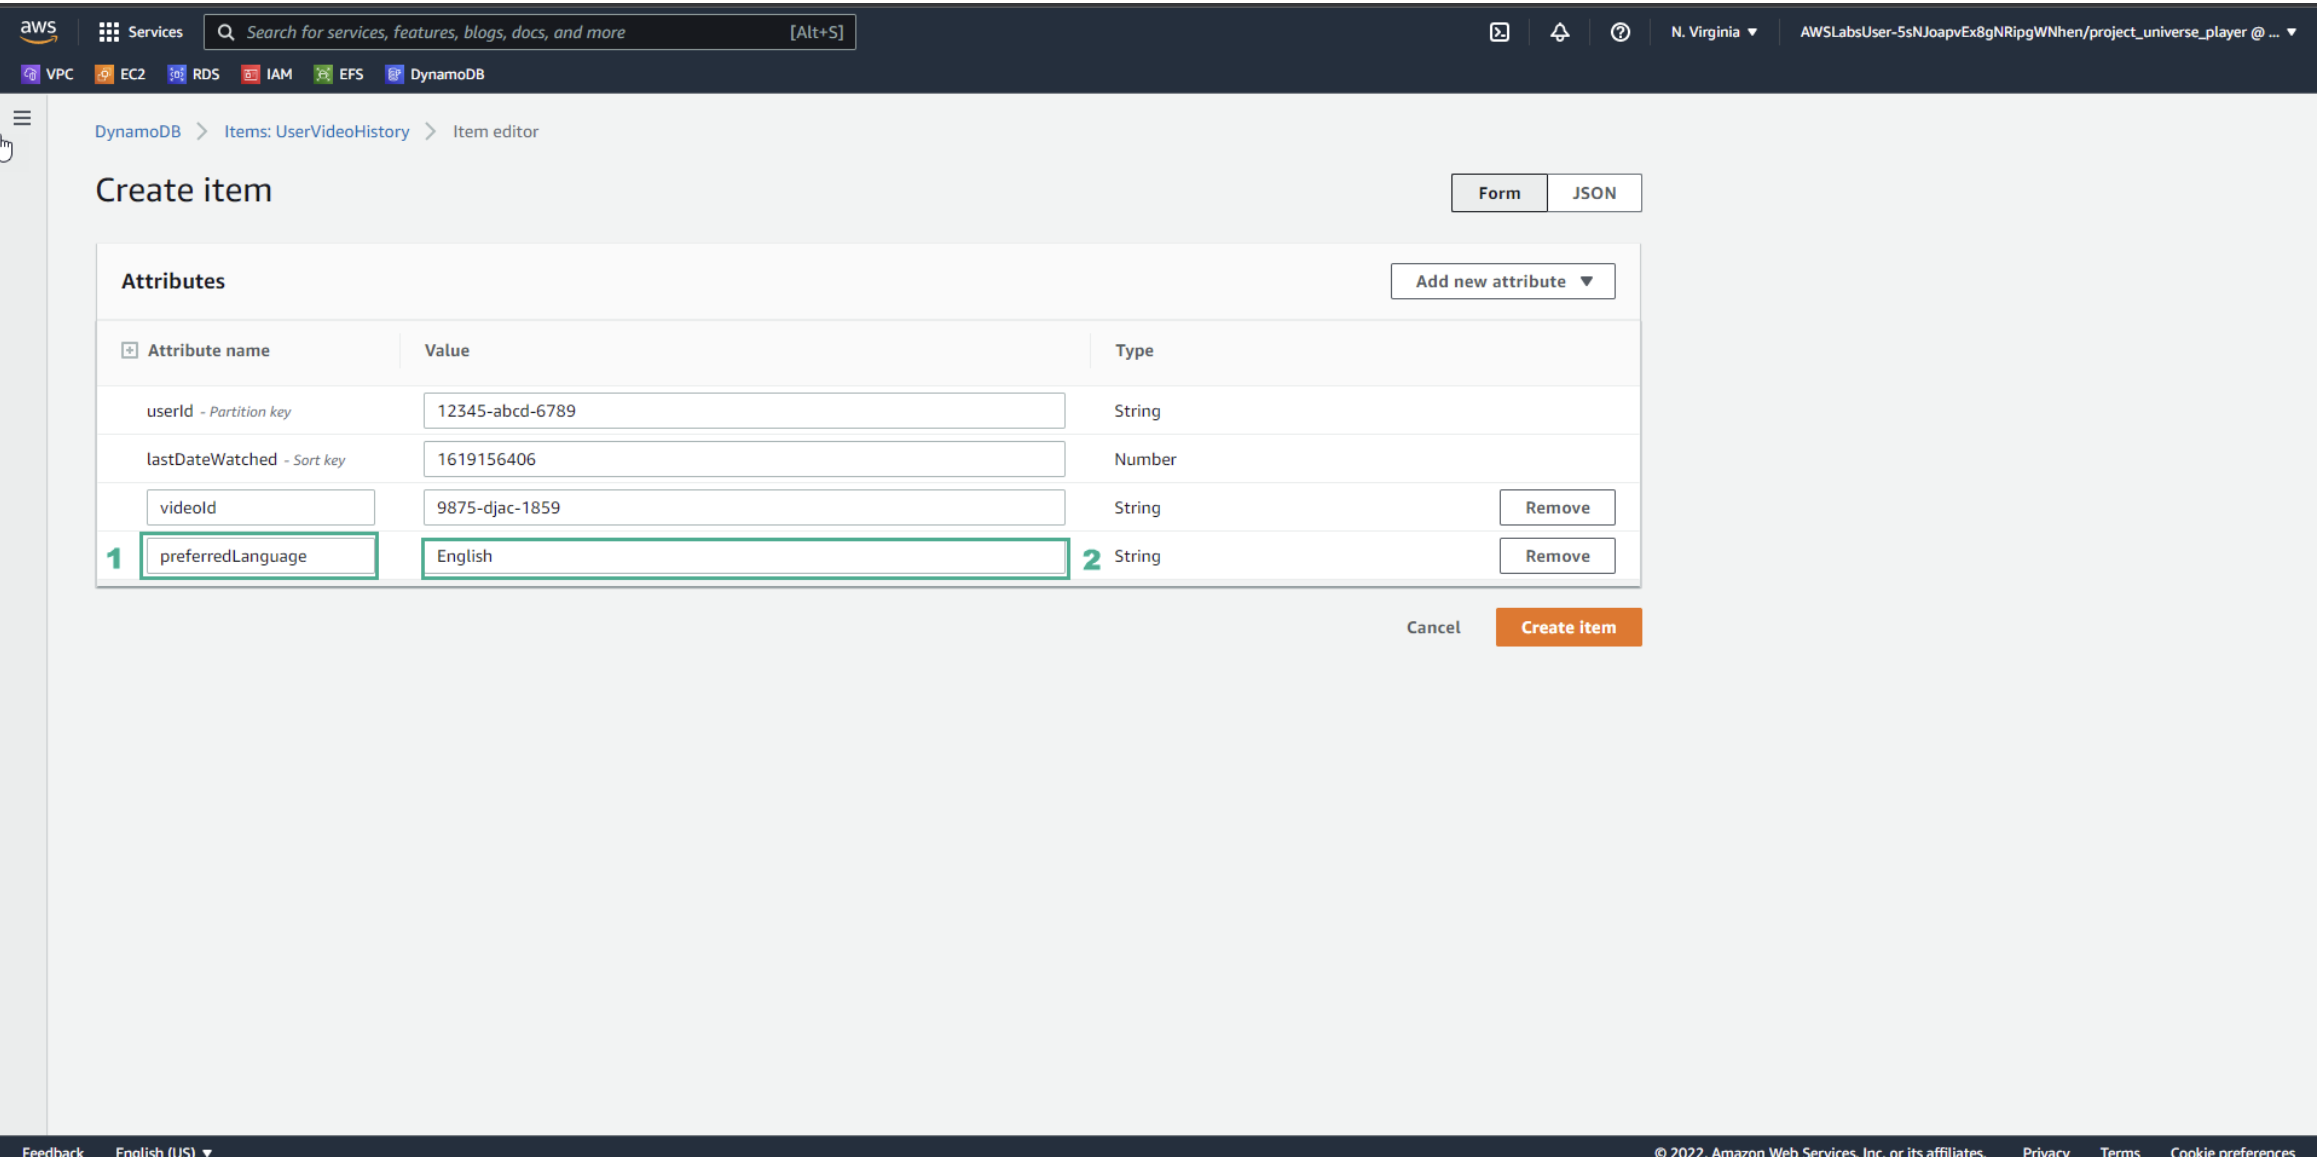 aws Services Search for services, features, blogs, docs, and more [Alt+S] N. Virginia ▼ AWSLabsUser-5sNJoapvEx8gNRipgWNhen/project_universe_player @ ... ▼
VPC EC2 RDS IAM EFS DynamoDB
DynamoDB > Items: UserVideoHistory > Item editor
Create item
Form JSON
Attributes
Add new attribute ▼
Attribute name Value Type
userId - Partition key 12345-abcd-6789 String
lastDateWatched - Sort key 1619156406 Number
videoId 9875-djac-1859 String Remove
1 preferredLanguage English 2 String Remove
Cancel Create item
Feedback English (US) ▼ © 2022, Amazon Web Services, Inc. or its affiliates. Privacy Terms Cookie preferences